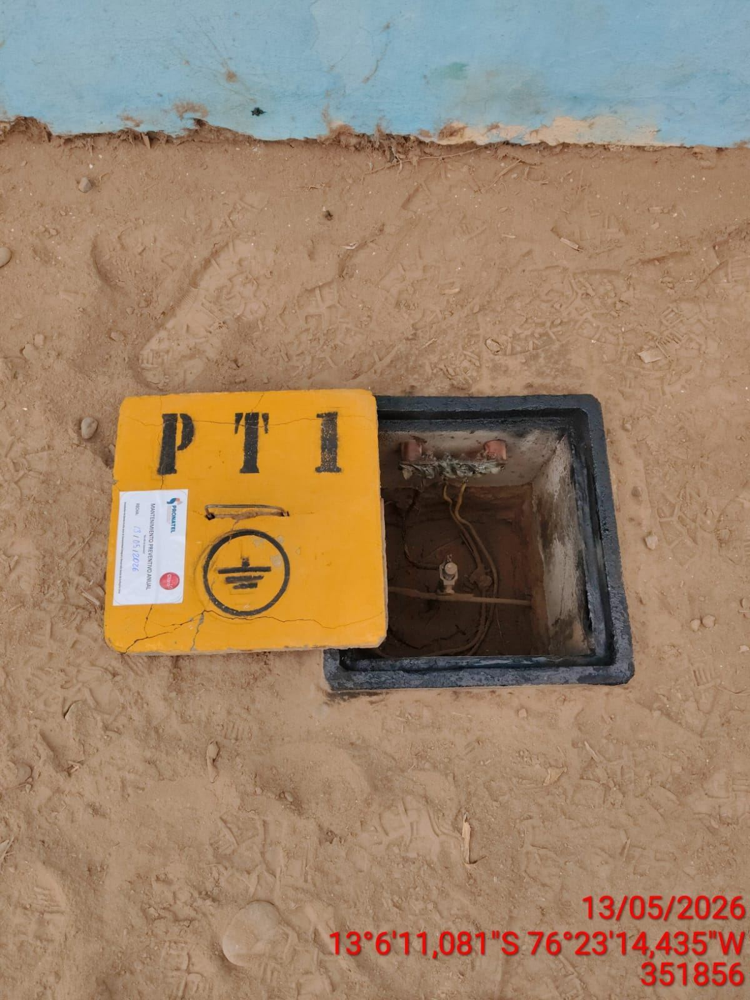 PT1
PRONATEL
MANTENIMIENTO PREVENTIVO ANUAL
FECHA: 13/05/2026
Claro
13/05/2026
13°6'11,081"S 76°23'14,435"W
351856